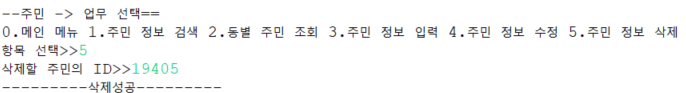 --주민 -> 업무 선택==
0.메인 메뉴 1.주민 정보 검색 2.동별 주민 조회 3.주민 정보 입력 4.주민 정보 수정 5.주민 정보 삭제
항목 선택>>5
삭제할 주민의 ID>>19405
---------삭제성공---------